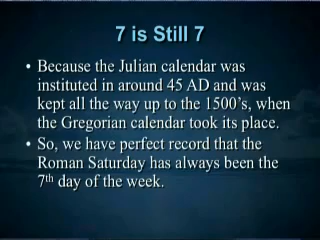 7 is Still 7
• Because the Julian calendar was
instituted in around 45 AD and was
kept all the way up to the 1500's, when
the Gregorian calendar took its place.
• So, we have perfect record that the
Roman Saturday has always been the
7th day of the week.